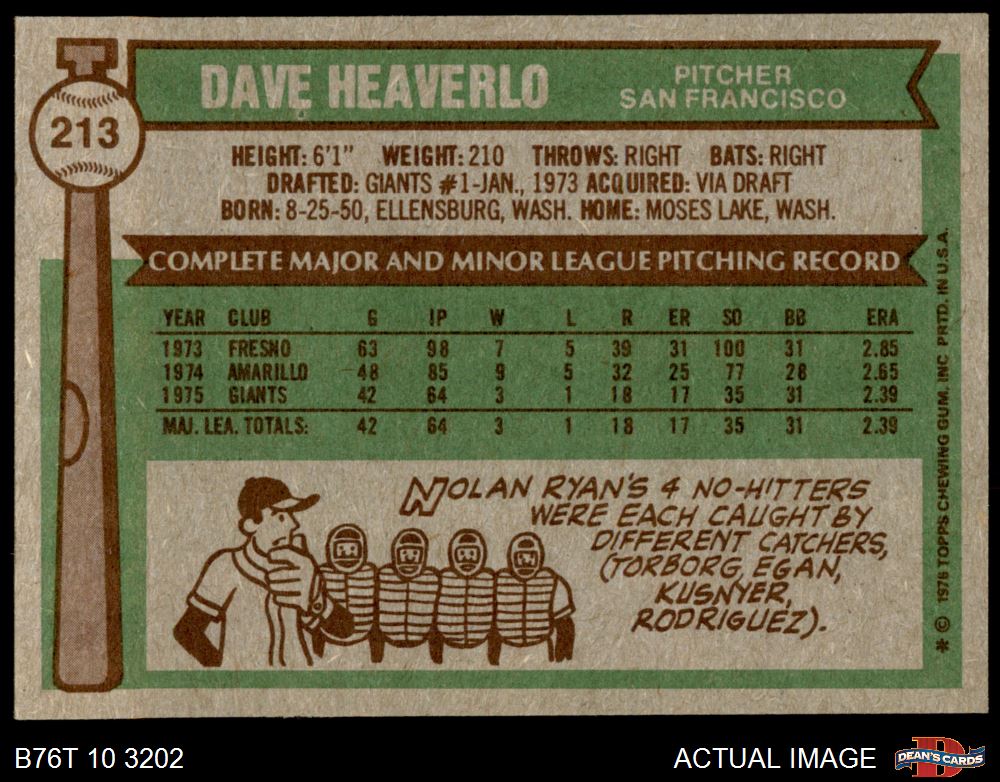 T
213
DAVE HEAVERLO
PITCHER
SAN FRANCISCO
HEIGHT: 6'1" WEIGHT: 210 THROWS: RIGHT BATS: RIGHT
DRAFTED: GIANTS #1-JAN., 1973 ACQUIRED: VIA DRAFT
BORN: 8-25-50, ELLENSBURG, WASH. HOME: MOSES LAKE, WASH.
COMPLETE MAJOR AND MINOR LEAGUE PITCHING RECORD
YEAR CLUB G IP W L R ER SO BB ERA
1973 FRESNO 63 98 7 5 39 31 100 31 2.85
1974 AMARILLO 48 85 9 5 32 25 77 28 2.65
1975 GIANTS 42 64 3 1 18 17 35 31 2.39
MAJ. LEA. TOTALS: 42 64 3 1 18 17 35 31 2.39
NOLAN RYAN'S 4 NO-HITTERS
WERE EACH CAUGHT BY
DIFFERENT CATCHERS,
(TORBORG, EGAN,
KUSNYER,
RODRIGUEZ).
* © 1976 TOPPS CHEWING GUM. INC PRTD. IN U.S.A.
B76T 10 3202
ACTUAL IMAGE
D
DEAN'S CARDS